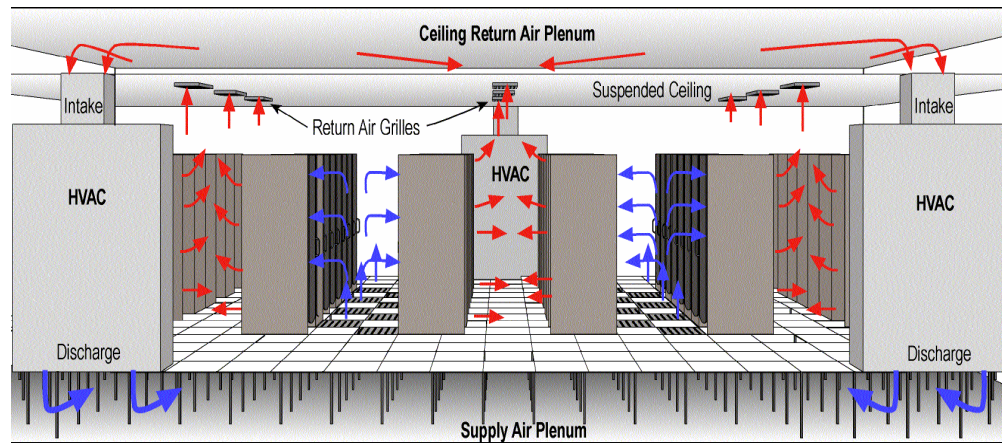 Ceiling Return Air Plenum
Intake
Suspended Ceiling
Intake
Return Air Grilles
HVAC
HVAC
HVAC
Discharge
Discharge
Supply Air Plenum